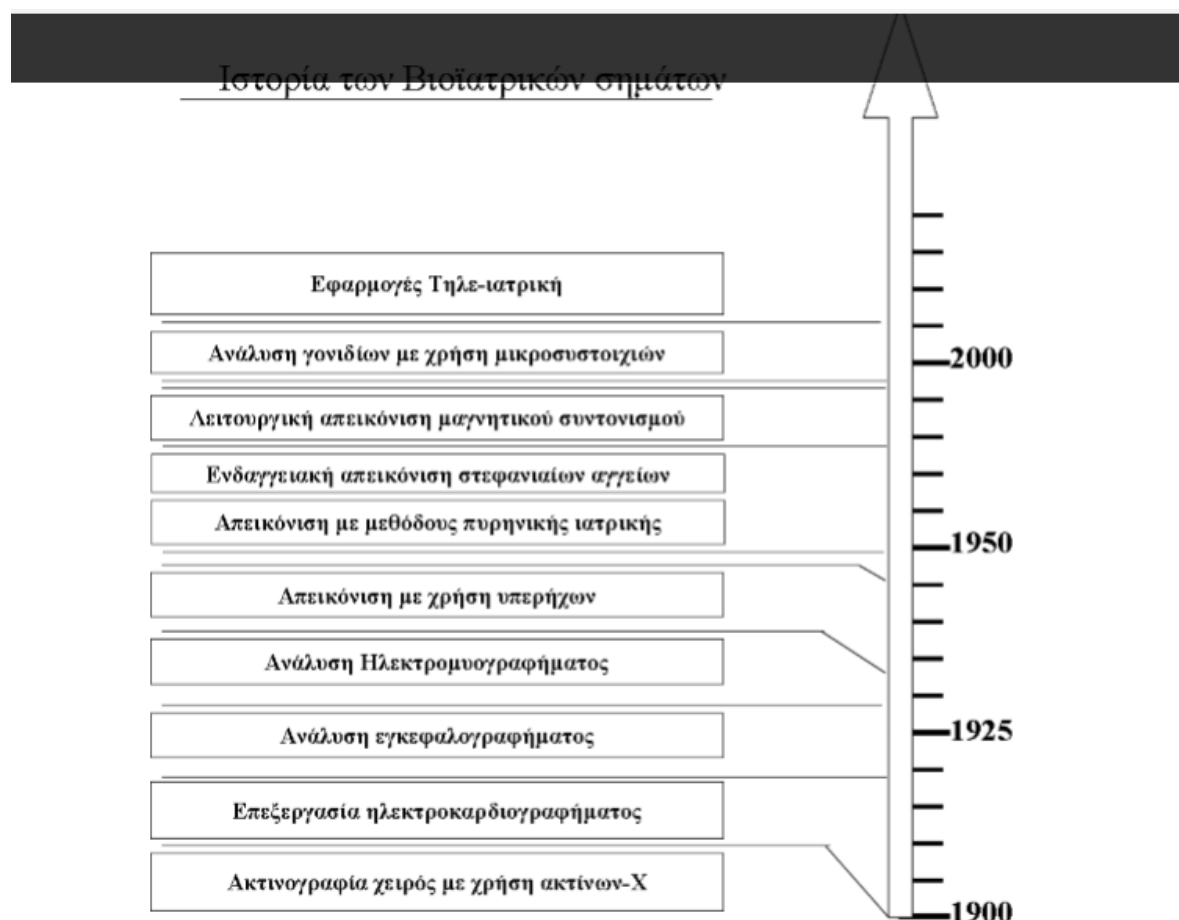 Ιστορία των Βιοϊατρικών σημάτων
Εφαρμογές Τηλε-ιατρική
Ανάλυση γονιδίων με χρήση μικροσυστοιχιών
2000
Λειτουργική απεικόνιση μαγνητικού συντονισμού
Ενδαγγειακή απεικόνιση στεφανιαίων αγγείων
Απεικόνιση με μεθόδους πυρηνικής ιατρικής
1950
Απεικόνιση με χρήση υπερήχων
Ανάλυση Ηλεκτρομυογραφήματος
Ανάλυση εγκεφαλογραφήματος
1925
Επεξεργασία ηλεκτροκαρδιογραφήματος
Ακτινογραφία χειρός με χρήση ακτίνων-Χ
1900